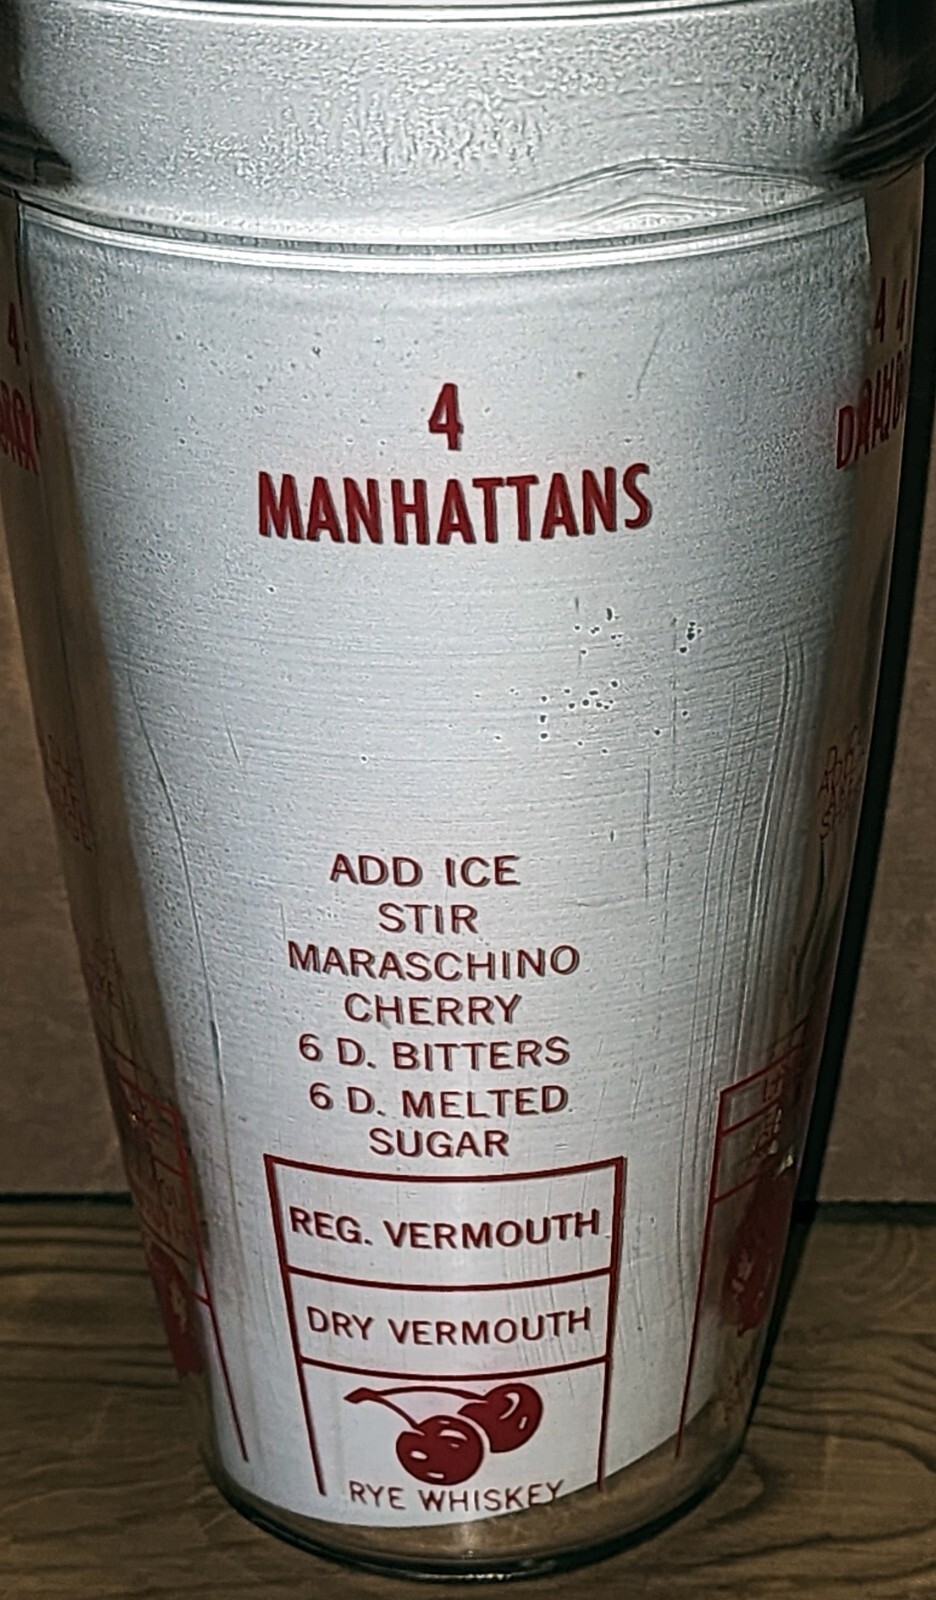 4
MANHATTANS
ADD ICE
STIR
MARASCHINO
CHERRY
6 D. BITTERS
6 D. MELTED
SUGAR
REG. VERMOUTH
DRY VERMOUTH
RYE WHISKEY